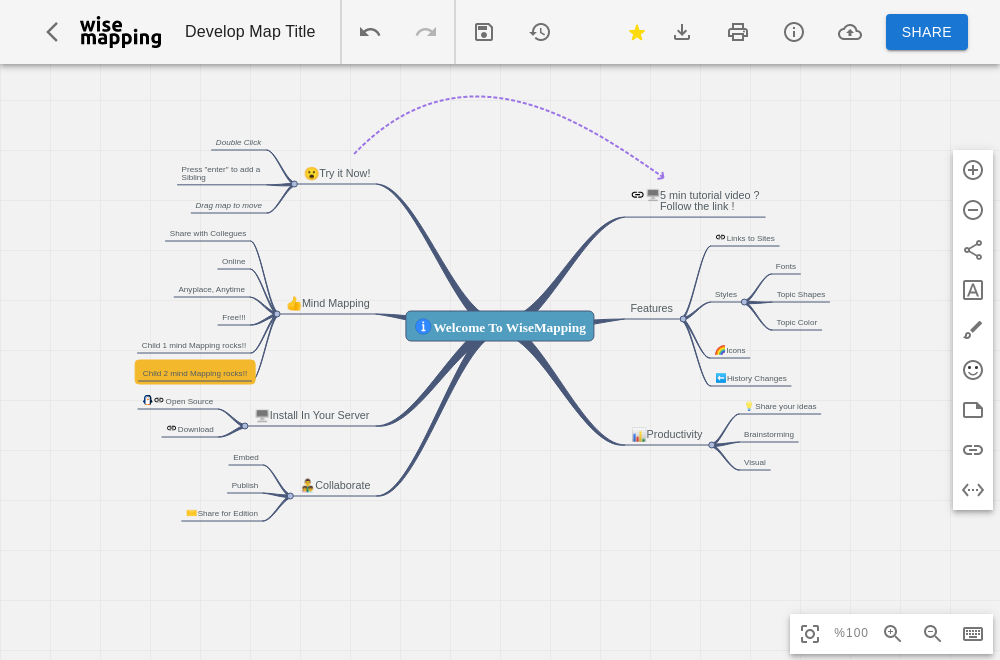 wise
mapping
Develop Map Title
SHARE
Double Click
Press "enter" to add a
Sibling
Drag map to move
Try it Now!
Share with Collegues
Online
Anyplace, Anytime
Free!!!
Child 1 mind Mapping rocks!!
Child 2 mind Mapping rocks!!
Mind Mapping
Open Source
Download
Install In Your Server
Embed
Publish
Share for Edition
Collaborate
Welcome To WiseMapping
5 min tutorial video ?
Follow the link !
Features
Links to Sites
Styles
Fonts
Topic Shapes
Topic Color
Icons
History Changes
Productivity
Share your ideas
Brainstorming
Visual
A
%100